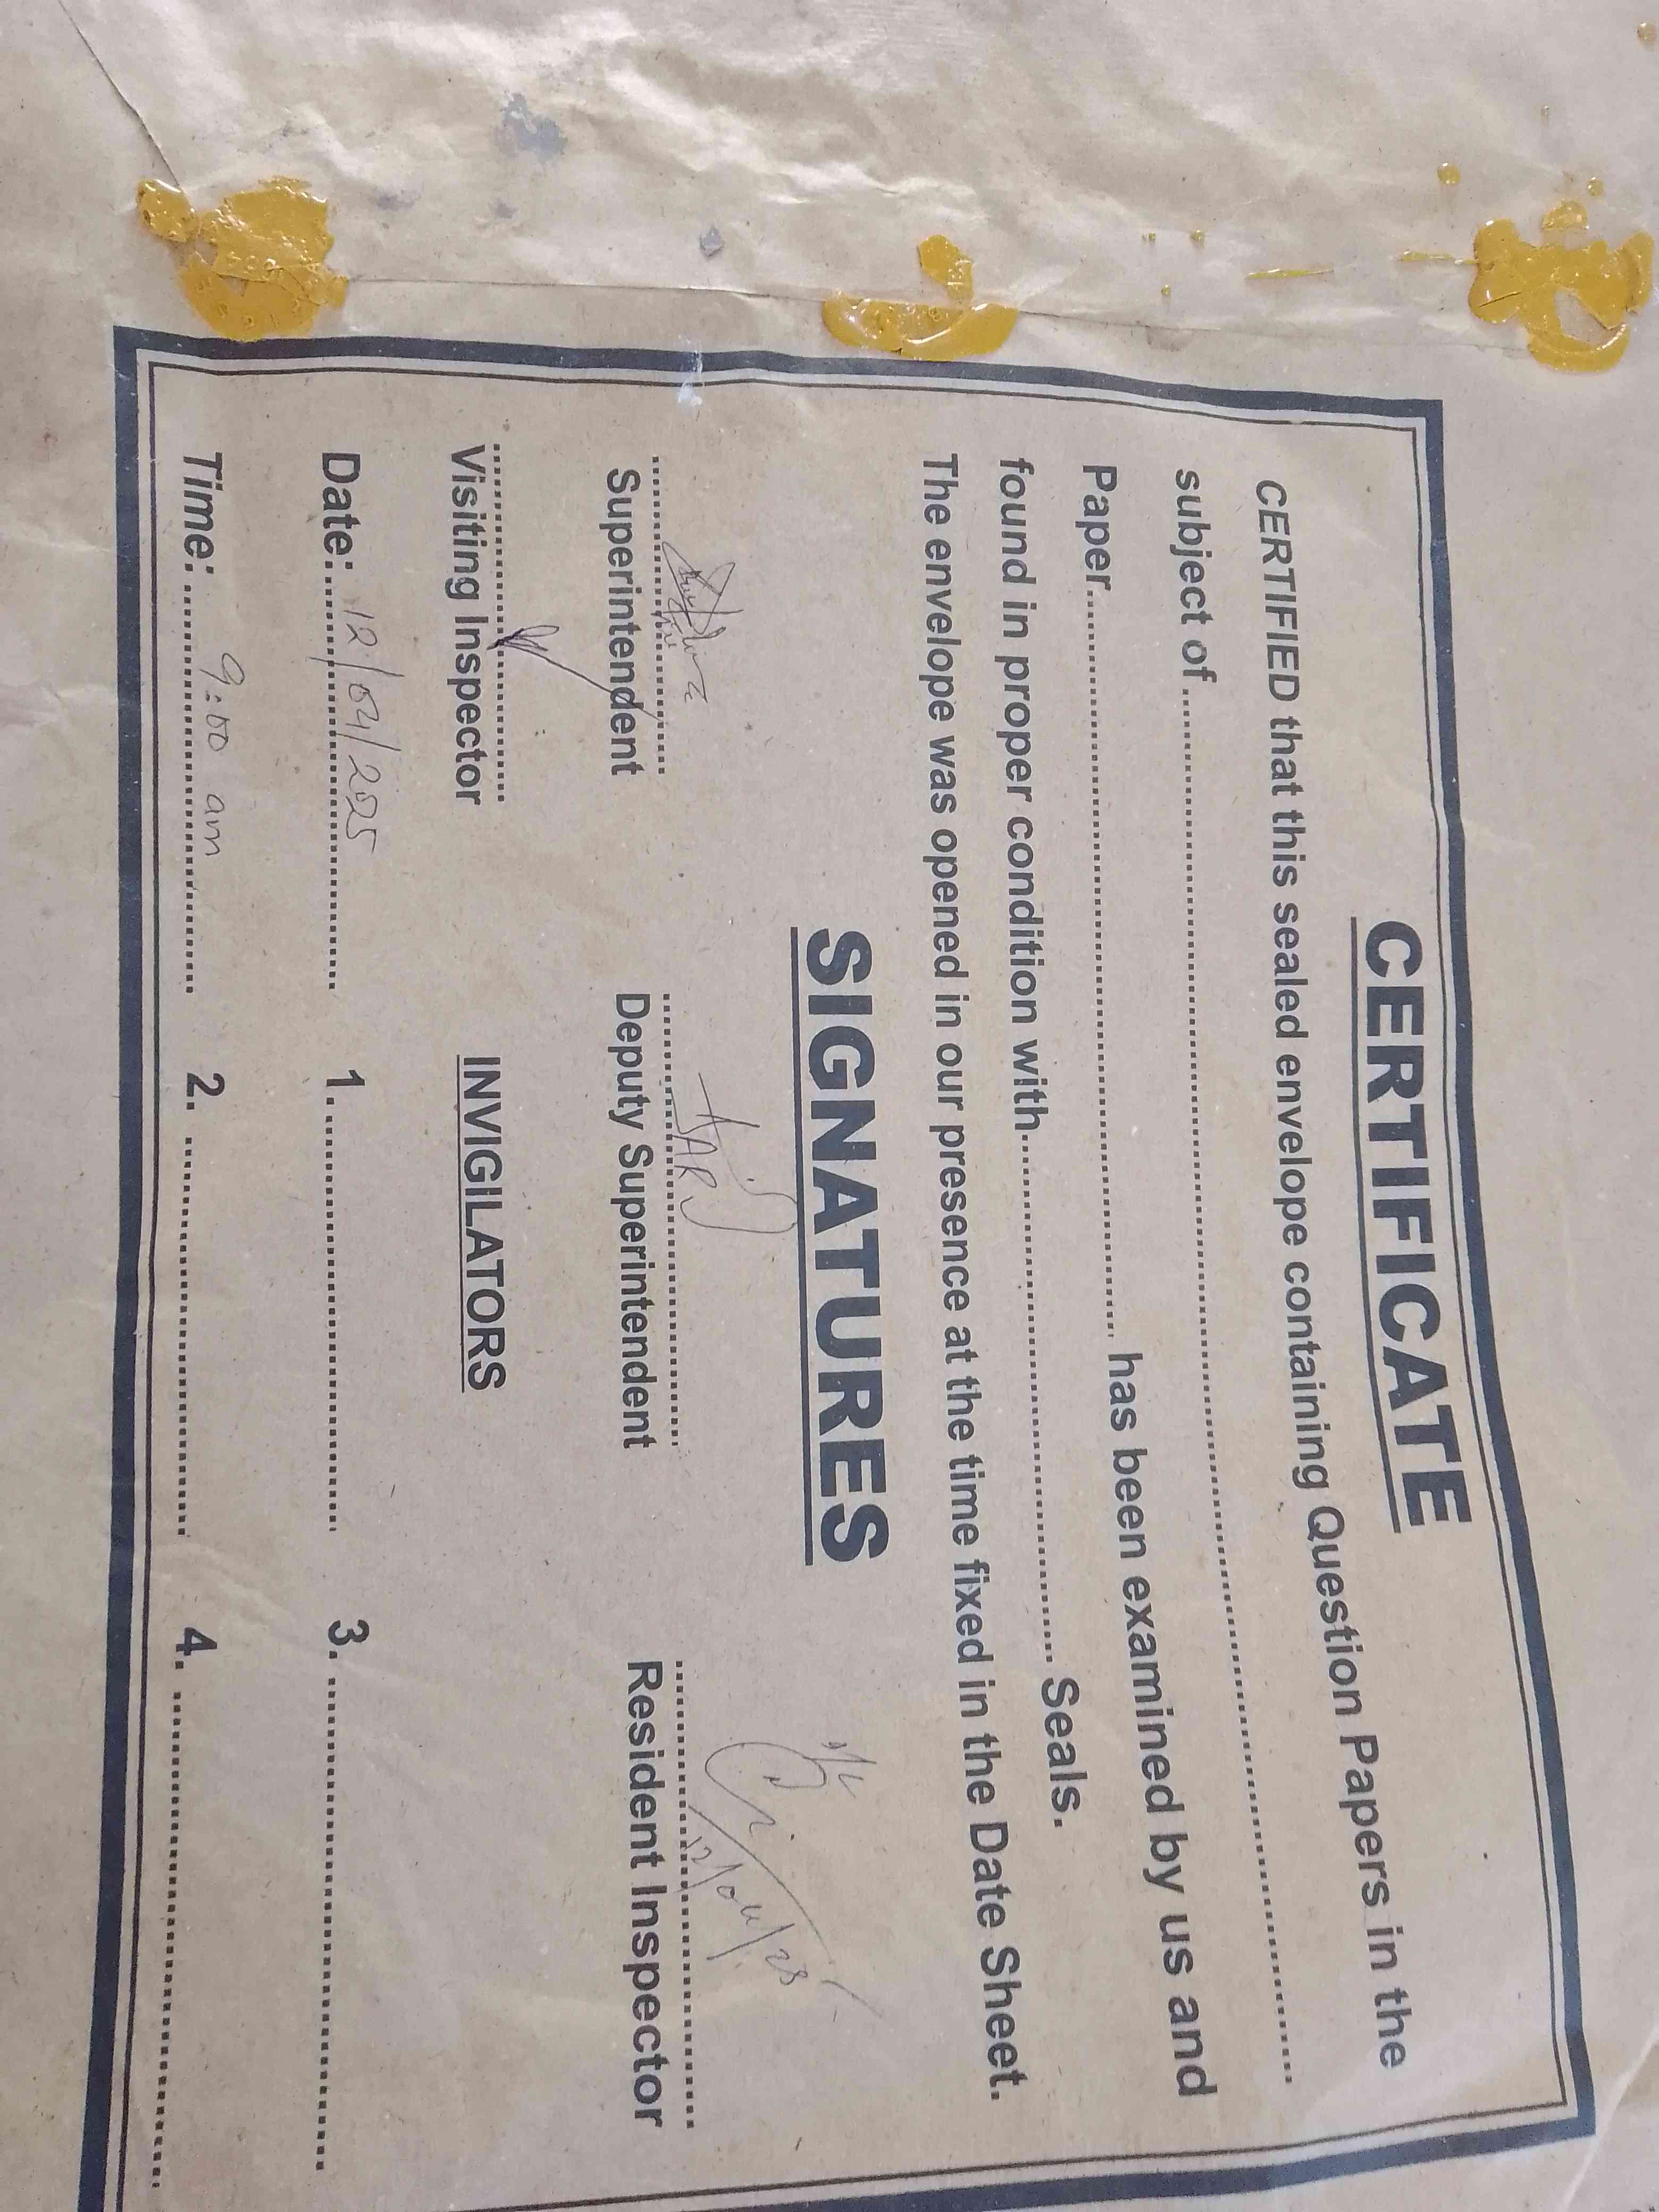 CERTIFICATE
CERTIFIED that this sealed envelope containing Question Papers in the
subject of ........................................
Paper........................................ has been examined by us and
found in proper condition with........................................ Seals.
The envelope was opened in our presence at the time fixed in the Date Sheet.
SIGNATURES
12/04/25
Superintendent Deputy Superintendent Resident Inspector
Visiting Inspector INVIGILATORS
Date: 12/04/2025 1........................ 3. ........................
Time: 9:00 am 2. ........................ 4. ........................